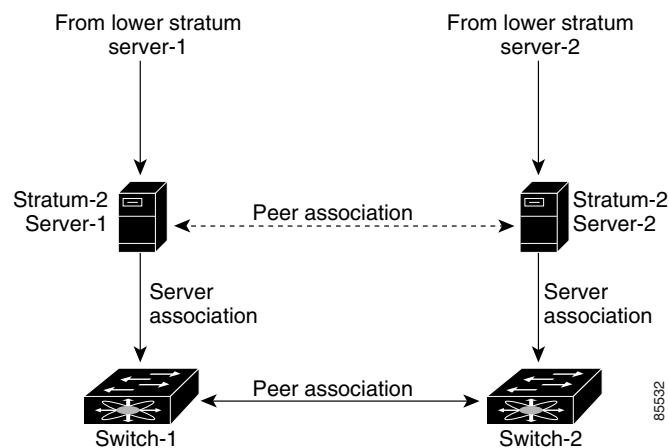 From lower stratum
server-1
From lower stratum
server-2
Stratum-2
Server-1
Peer association
Stratum-2
Server-2
Server
association
Server
association
Peer association
Switch-1
Switch-2
85532